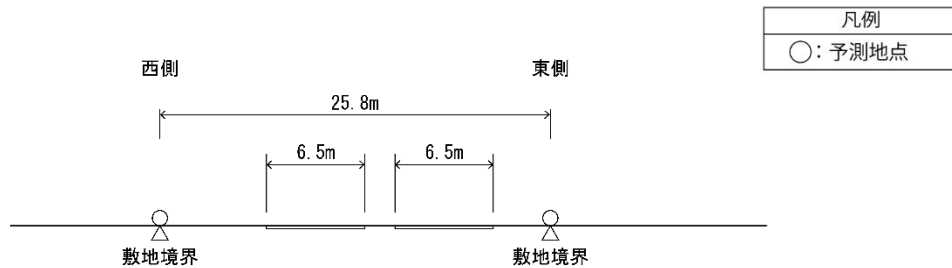 凡例
○：予測地点
西側
東側
25.8m
6.5m
6.5m
敷地境界
敷地境界